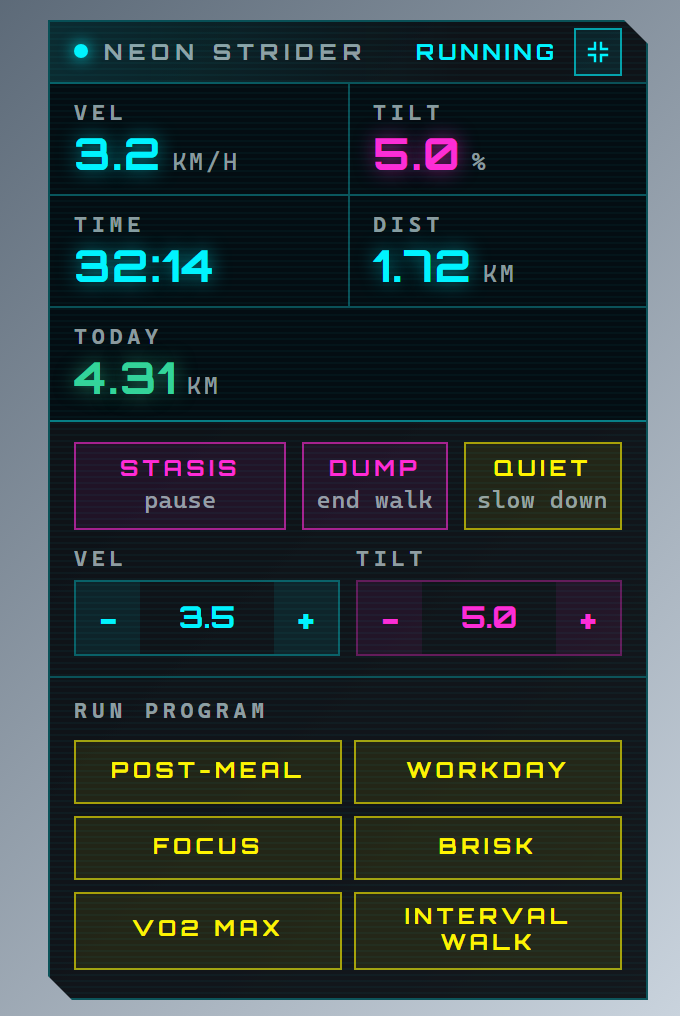 NEON STRIDER RUNNING
VEL TILT
3.2 KM/H 5.0 %
TIME DIST
32:14 1.72 KM
TODAY
4.31 KM
STASIS DUMP QUIET
pause end walk slow down
VEL TILT
- 3.5 + - 5.0 +
RUN PROGRAM
POST-MEAL WORKDAY
FOCUS BRISK
VO2 MAX INTERVAL
WALK